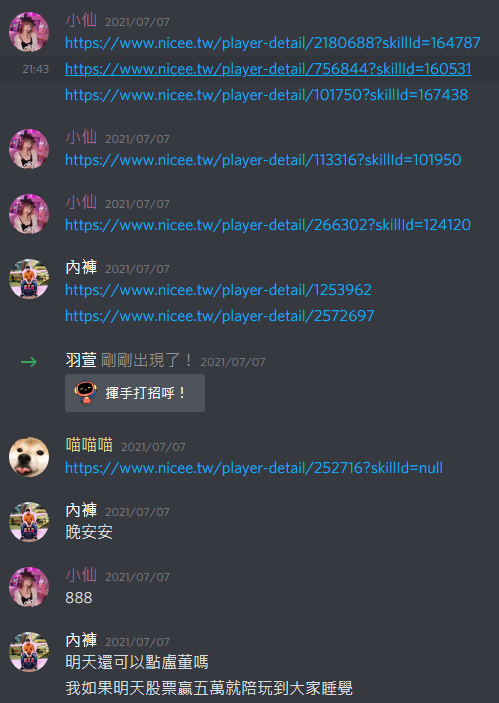 小仙 2021/07/07
https://www.nicee.tw/player-detail/2180688?skillId=164787
21:43 https://www.nicee.tw/player-detail/756844?skillId=160531
https://www.nicee.tw/player-detail/101750?skillId=167438
小仙 2021/07/07
https://www.nicee.tw/player-detail/113316?skillId=101950
小仙 2021/07/07
https://www.nicee.tw/player-detail/266302?skillId=124120
內褲 2021/07/07
https://www.nicee.tw/player-detail/1253962
https://www.nicee.tw/player-detail/2572697
羽萱 剛剛出現了！ 2021/07/07
揮手打招呼！
喵喵喵 2021/07/07
https://www.nicee.tw/player-detail/252716?skillId=null
內褲 2021/07/07
晚安安
小仙 2021/07/07
888
內褲 2021/07/07
明天還可以點盧董嗎
我如果明天股票贏五萬就陪玩到大家睡覺